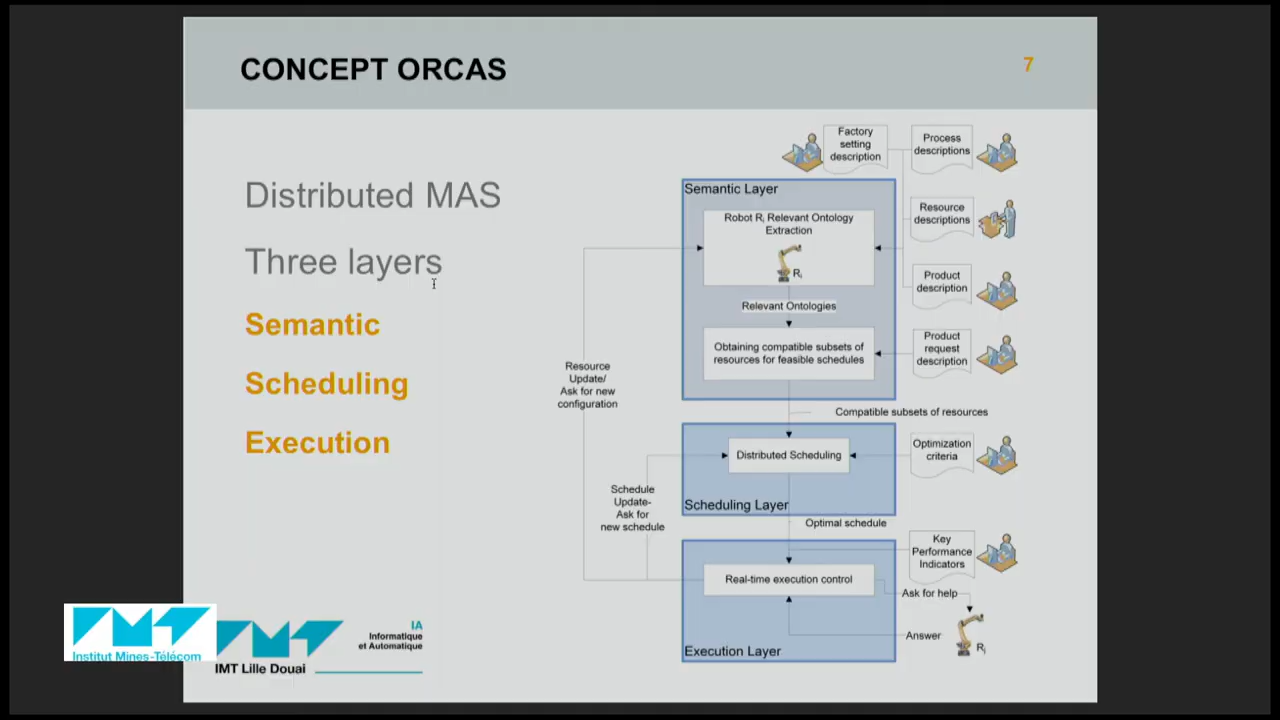 CONCEPT ORCAS
7
Distributed MAS
Three layers
Semantic
Scheduling
Execution
Factory
setting
description
Process
descriptions
Semantic Layer
Robot Ri Relevant Ontology
Extraction
Ri
Resource
descriptions
Product
description
Relevant Ontologies
Obtaining compatible subsets of
resources for feasible schedules
Product
request
description
Resource
Update/
Ask for new
configuration
Compatible subsets of resources
Distributed Scheduling
Optimization
criteria
Scheduling Layer
Schedule
Update-
Ask for
new schedule
Optimal schedule
Key
Performance
Indicators
Real-time execution control
Ask for help
Answer
Rj
Execution Layer
Institut Mines-Télécom
IMT Lille Douai
IA
Informatique
et Automatique